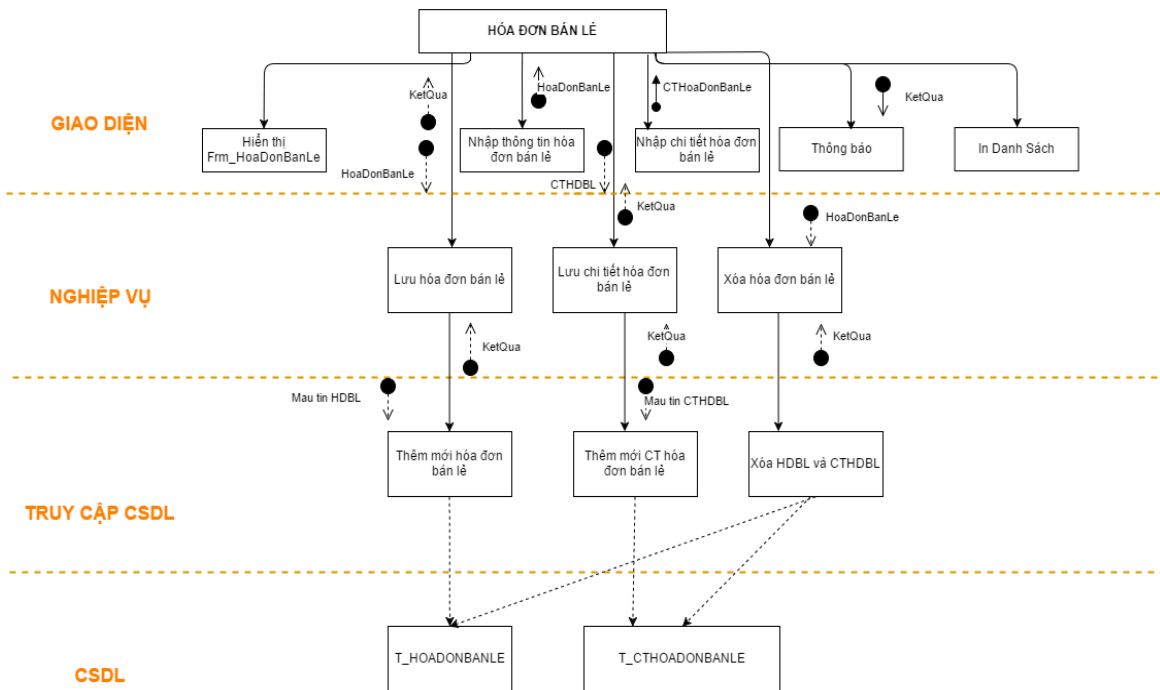 HÓA ĐƠN BÁN LẺ
KetQua
HoaDonBanLe
CTHoaDonBanLe
KetQua
GIAO DIỆN
Hiển thị
Frm_HoaDonBanLe
Nhập thông tin hóa
đơn bán lẻ
Nhập chi tiết hóa đơn
bán lẻ
Thông báo
In Danh Sách
HoaDonBanLe
CTHDBL
KetQua
HoaDonBanLe
NGHIỆP VỤ
Lưu hóa đơn bán lẻ
Lưu chi tiết hóa đơn
bán lẻ
Xóa hóa đơn bán lẻ
KetQua
KetQua
KetQua
Mau tin HDBL
Mau tin CTHDBL
Thêm mới hóa đơn
bán lẻ
Thêm mới CT hóa
đơn bán lẻ
Xóa HDBL và CTHDBL
TRUY CẬP CSDL
T_HOADONBANLE
T_CTHOADONBANLE
CSDL